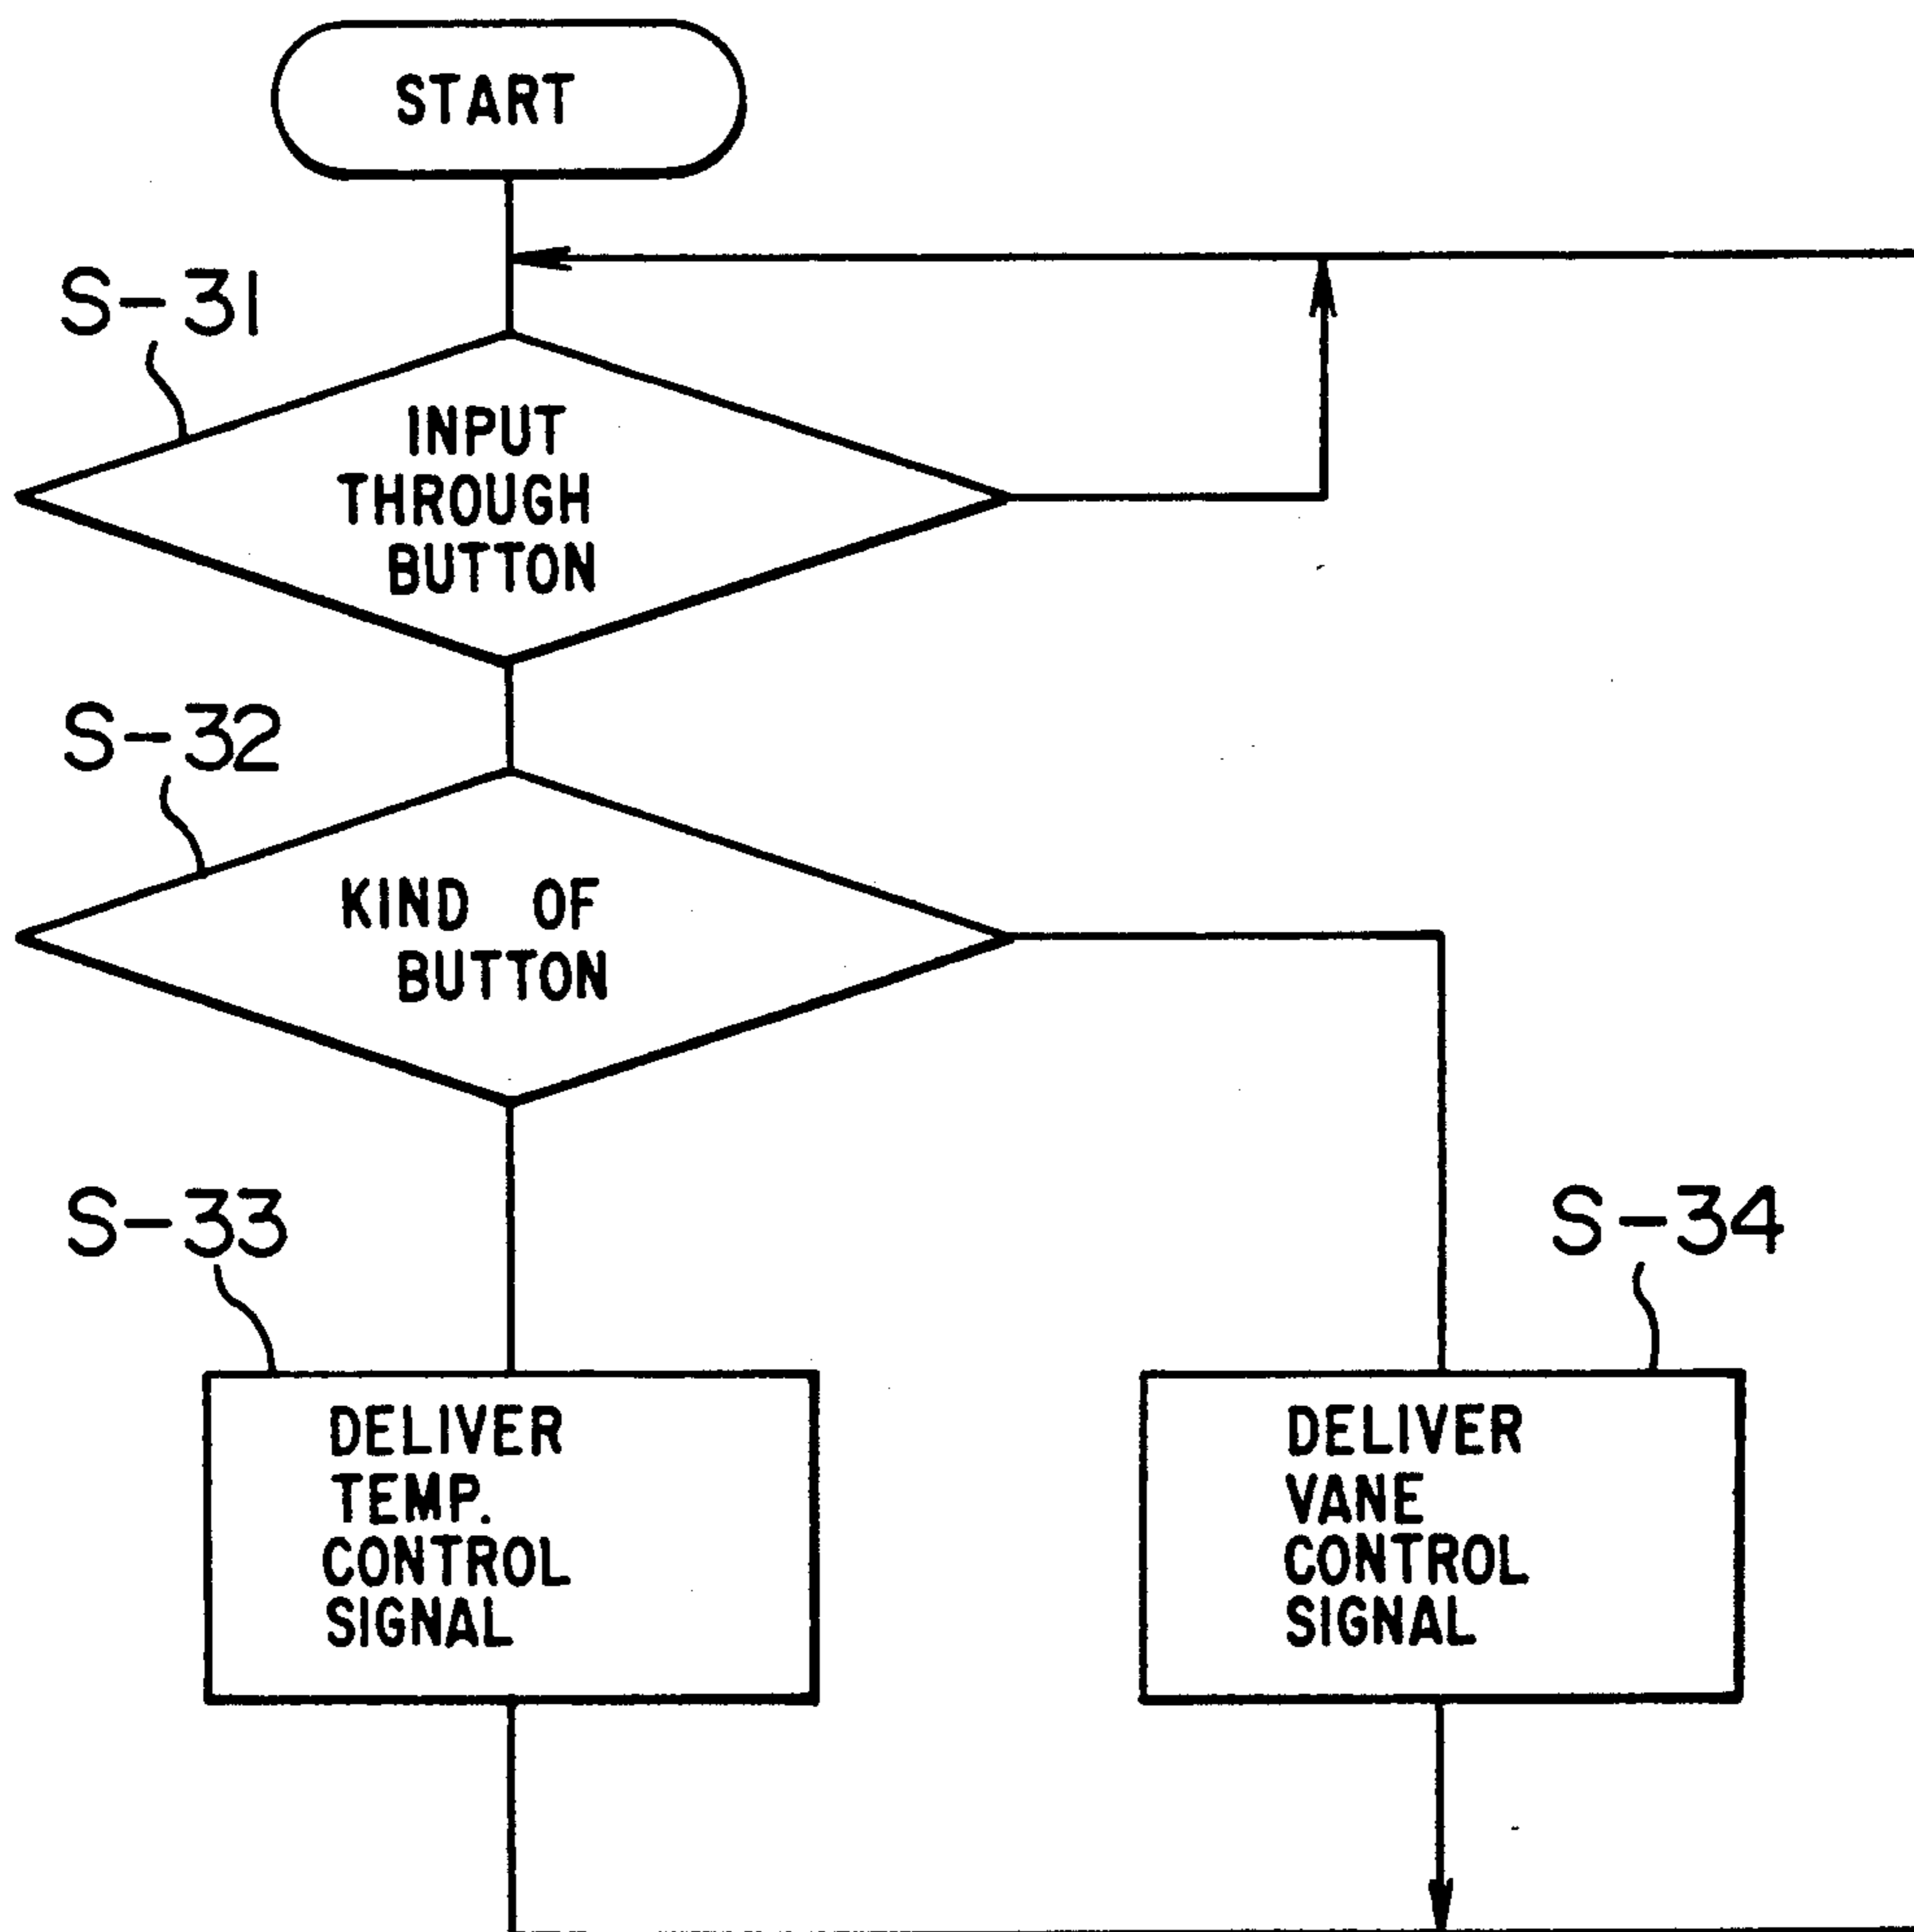 START
S-31
INPUT
THROUGH
BUTTON
S-32
KIND OF
BUTTON
S-33
DELIVER
TEMP.
CONTROL
SIGNAL
S-34
DELIVER
VANE
CONTROL
SIGNAL